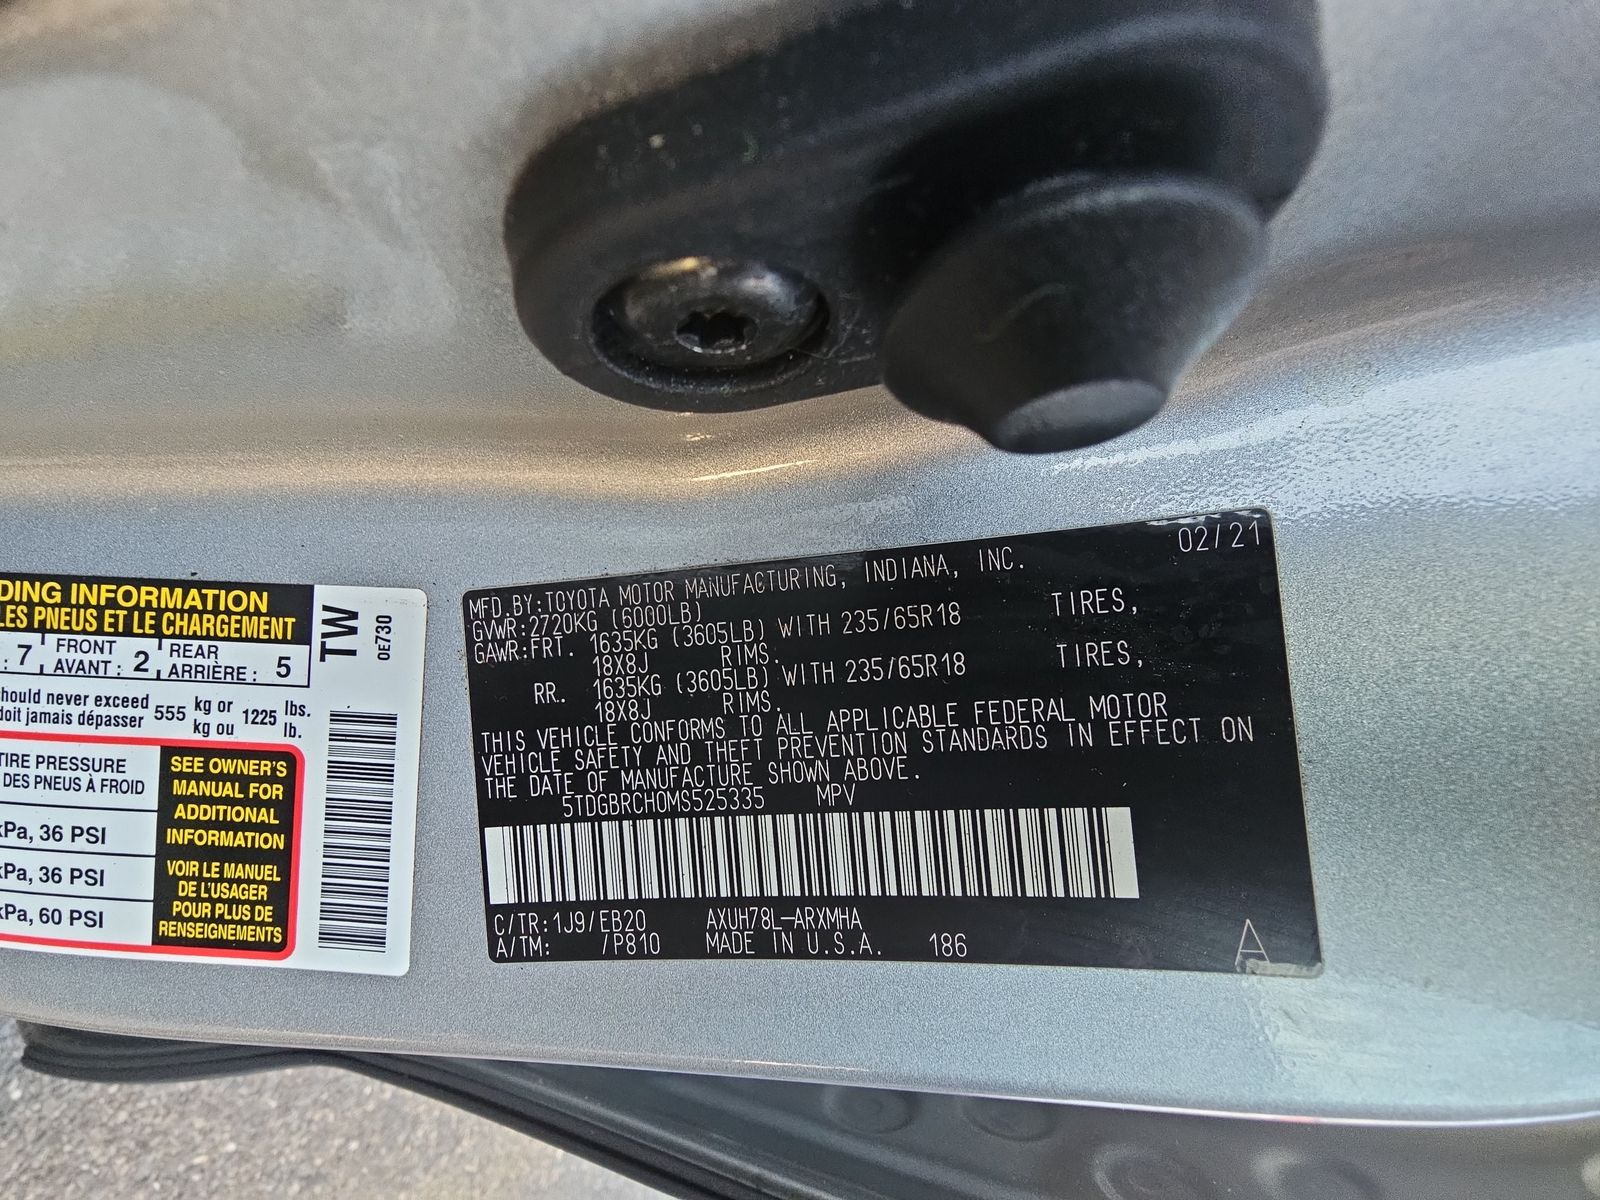 DING INFORMATION
LES PNEUS ET LE CHARGEMENT
: 7
FRONT
AVANT : 2
REAR
ARRIÈRE : 5
should never exceed 555 kg or 1225 lbs.
doit jamais dépasser kg ou lb.
TIRE PRESSURE
DES PNEUS À FROID
kPa, 36 PSI
kPa, 36 PSI
kPa, 60 PSI
SEE OWNER'S
MANUAL FOR
ADDITIONAL
INFORMATION
VOIR LE MANUEL
DE L'USAGER
POUR PLUS DE
RENSEIGNEMENTS
TW
0E730
02/21
MFD.BY:TOYOTA MOTOR MANUFACTURING, INDIANA, INC.
GVWR:2720KG (6000LB)
GAWR:FRT. 1635KG (3605LB) WITH 235/65R18 TIRES,
18X8J RIMS.
RR. 1635KG (3605LB) WITH 235/65R18 TIRES,
18X8J RIMS.
THIS VEHICLE CONFORMS TO ALL APPLICABLE FEDERAL MOTOR
VEHICLE SAFETY AND THEFT PREVENTION STANDARDS IN EFFECT ON
THE DATE OF MANUFACTURE SHOWN ABOVE.
5TDGBRCH0MS525335 MPV
C/TR:1J9/EB20 AXUH78L-ARXMHA
A/TM: /P810 MADE IN U.S.A. 186
A